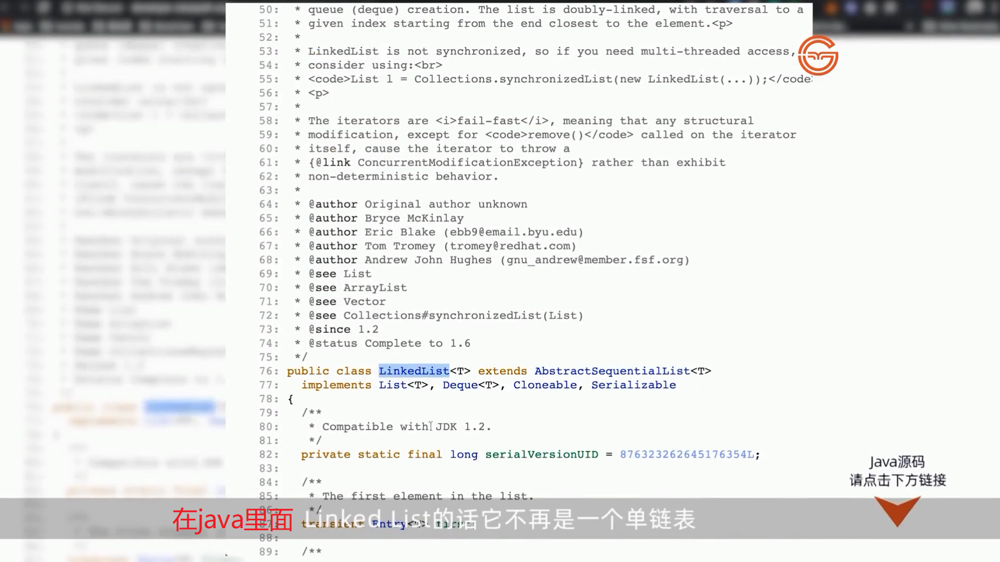 50: * queue (deque) creation. The list is doubly-linked, with traversal to a
51: * given index starting from the end closest to the element.<p>
52: *
53: * LinkedList is not synchronized, so if you need multi-threaded access,
54: * consider using:<br>
55: * <code>List l = Collections.synchronizedList(new LinkedList(...));</code>
56: * <p>
57: *
58: * The iterators are <i>fail-fast</i>, meaning that any structural
59: * modification, except for <code>remove()</code> called on the iterator
60: * itself, cause the iterator to throw a
61: * {@link ConcurrentModificationException} rather than exhibit
62: * non-deterministic behavior.
63: *
64: * @author Original author unknown
65: * @author Bryce McKinlay
66: * @author Eric Blake (ebb9@email.byu.edu)
67: * @author Tom Tromey (tromey@redhat.com)
68: * @author Andrew John Hughes (gnu_andrew@member.fsf.org)
69: * @see List
70: * @see ArrayList
71: * @see Vector
72: * @see Collections#synchronizedList(List)
73: * @since 1.2
74: * @status Complete to 1.6
75: */
76: public class LinkedList<T> extends AbstractSequentialList<T>
77: implements List<T>, Deque<T>, Cloneable, Serializable
78: {
79: /**
80: * Compatible with JDK 1.2.
81: */
82: private static final long serialVersionUID = 876323262645176354L;
83:
84: /**
85: * The first element in the list.
86: */
87: transient Entry<T> first;
88:
89: /**
Java源码
请点击下方链接
在java里面 Linked List的话它不再是一个单链表